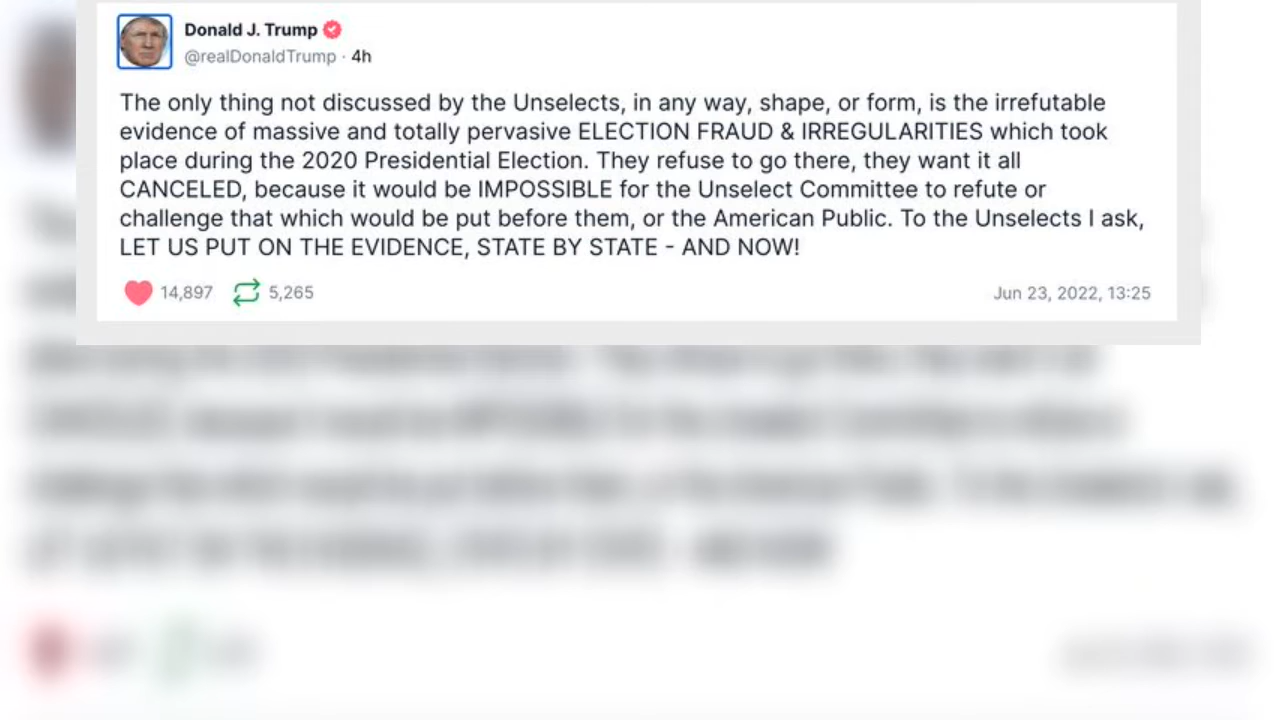 Donald J. Trump
@realDonaldTrump · 4h
The only thing not discussed by the Unselects, in any way, shape, or form, is the irrefutable
evidence of massive and totally pervasive ELECTION FRAUD & IRREGULARITIES which took
place during the 2020 Presidential Election. They refuse to go there, they want it all
CANCELED, because it would be IMPOSSIBLE for the Unselect Committee to refute or
challenge that which would be put before them, or the American Public. To the Unselects I ask,
LET US PUT ON THE EVIDENCE, STATE BY STATE - AND NOW!
14,897 5,265 Jun 23, 2022, 13:25